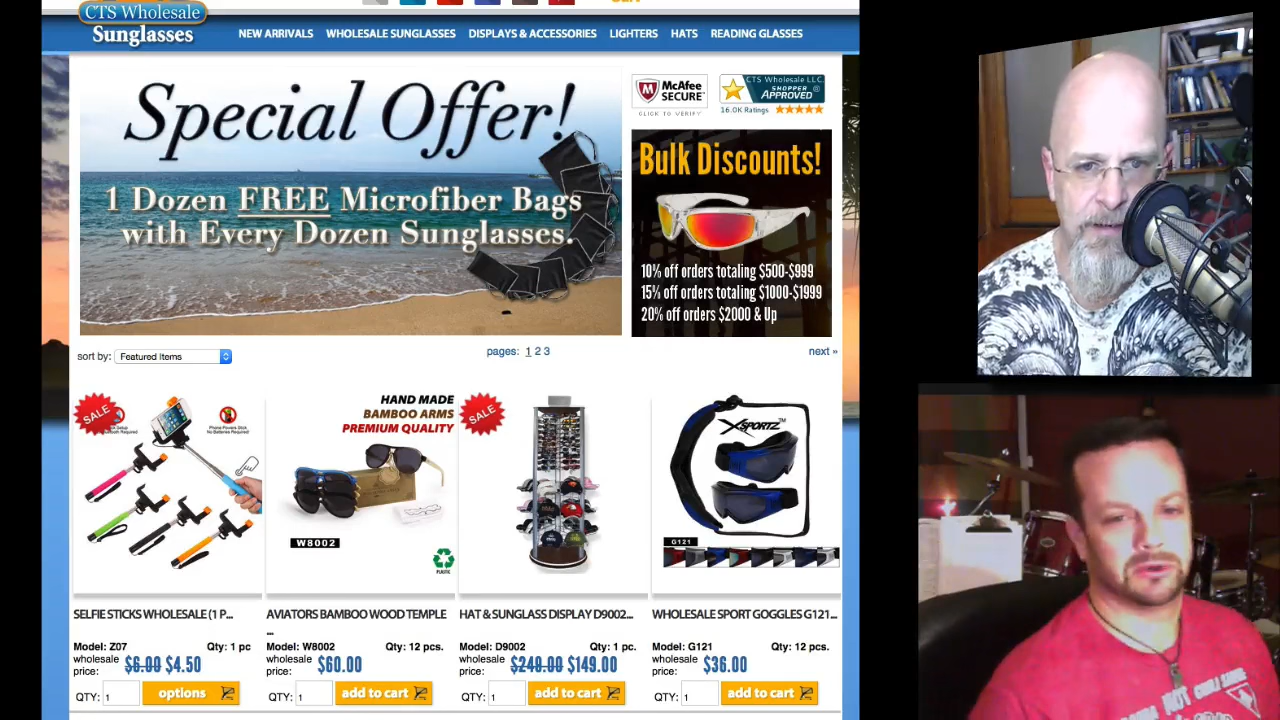 CTS Wholesale
Sunglasses
NEW ARRIVALS WHOLESALE SUNGLASSES DISPLAYS & ACCESSORIES LIGHTERS HATS READING GLASSES
Special Offer!
1 Dozen FREE Microfiber Bags
with Every Dozen Sunglasses.
McAfee
SECURE
CLICK TO VERIFY
CTS Wholesale LLC.
SHOPPER
APPROVED
16.0K Ratings
Bulk Discounts!
10% off orders totaling $500-$999
15% off orders totaling $1000-$1999
20% off orders $2000 & Up
sort by: Featured Items
pages: 1 2 3
next »
SALE
HAND MADE
BAMBOO ARMS
PREMIUM QUALITY
W8002
PLASTIC
SALE
XSPORTZ™
G121
SELFIE STICKS WHOLESALE (1 P...
Model: Z07 Qty: 1 pc
wholesale
price: $6.00 $4.50
QTY: 1 options
AVIATORS BAMBOO WOOD TEMPLE
...
Model: W8002 Qty: 12 pcs.
wholesale
price: $60.00
QTY: 1 add to cart
HAT & SUNGLASS DISPLAY D9002...
Model: D9002 Qty: 1 pc.
wholesale
price: $248.00 $149.00
QTY: 1 add to cart
WHOLESALE SPORT GOGGLES G121...
Model: G121 Qty: 12 pcs.
wholesale
price: $36.00
QTY: 1 add to cart